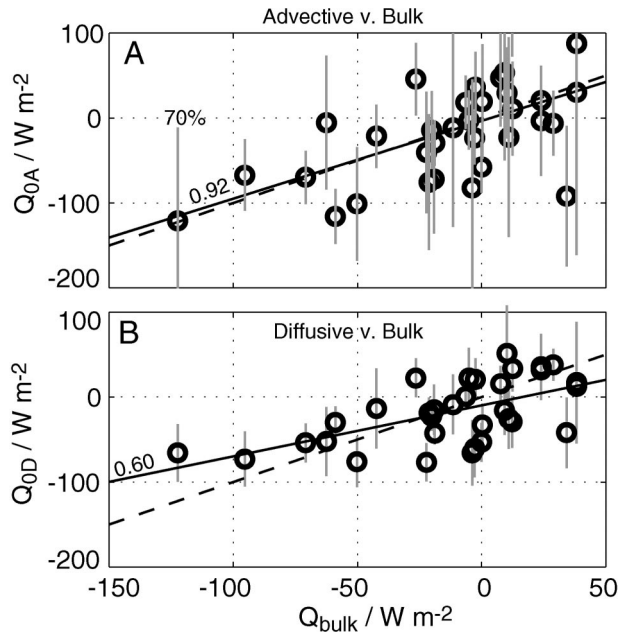 Advective v. Bulk
A
100
0
-100
-200
70%
0.92
Q0A / W m-2
B
Diffusive v. Bulk
100
0
-100
-200
0.60
Q0D / W m-2
-150
-100
-50
0
50
Qbulk / W m-2